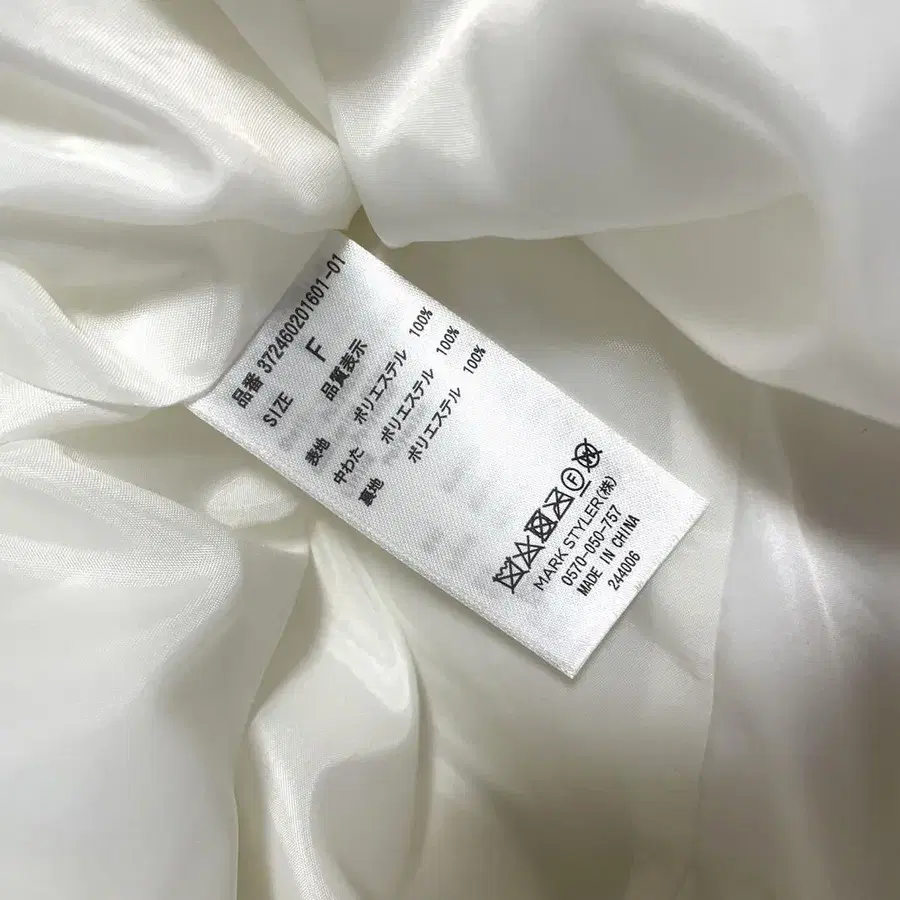 品番 372460201601-01
SIZE F
品質表示
表地 ポリエステル 100%
中わた ポリエステル 100%
裏地 ポリエステル 100%
MARK STYLER(株)
0570-050-757
MADE IN CHINA
244006